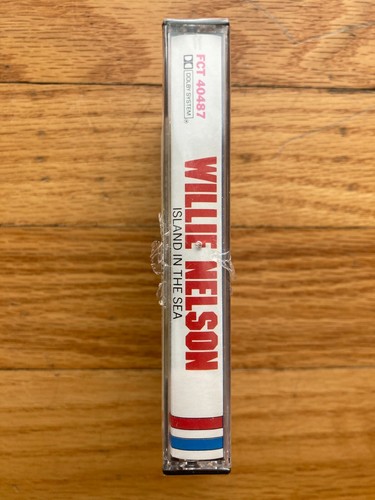 FCT 40487
DOLBY SYSTEM
WILLIE NELSON
ISLAND IN THE SEA